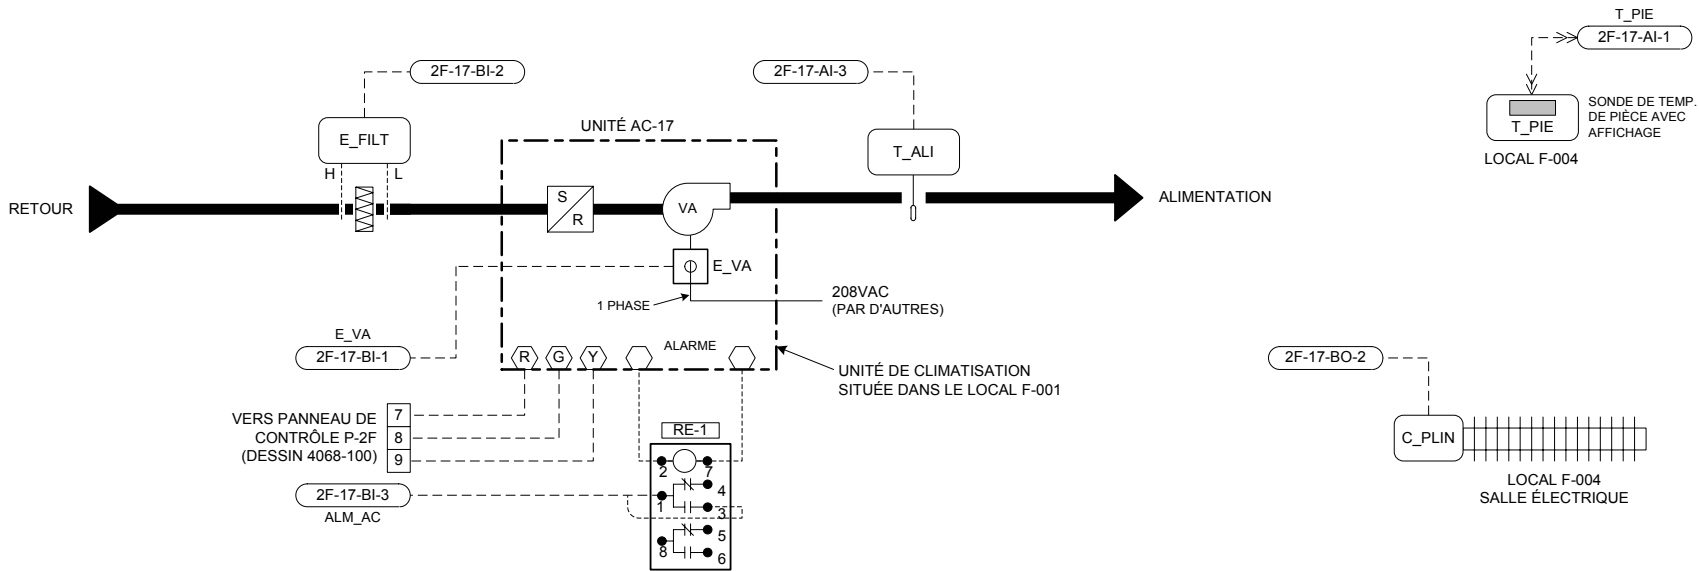 T_PIE
2F-17-AI-1
2F-17-BI-2
2F-17-AI-3
SONDE DE TEMP.
DE PIÈCE AVEC
AFFICHAGE
T_PIE
LOCAL F-004
UNITÉ AC-17
E_FILT
H
L
T_ALI
RETOUR
S
R
VA
ALIMENTATION
E_VA
1 PHASE
208VAC
(PAR D'AUTRES)
E_VA
2F-17-BI-1
R
G
Y
ALARME
UNITÉ DE CLIMATISATION
SITUÉE DANS LE LOCAL F-001
2F-17-BO-2
VERS PANNEAU DE
CONTRÔLE P-2F
(DESSIN 4068-100)
7
8
9
RE-1
2
7
4
1
3
5
8
6
2F-17-BI-3
ALM_AC
C_PLIN
LOCAL F-004
SALLE ÉLECTRIQUE